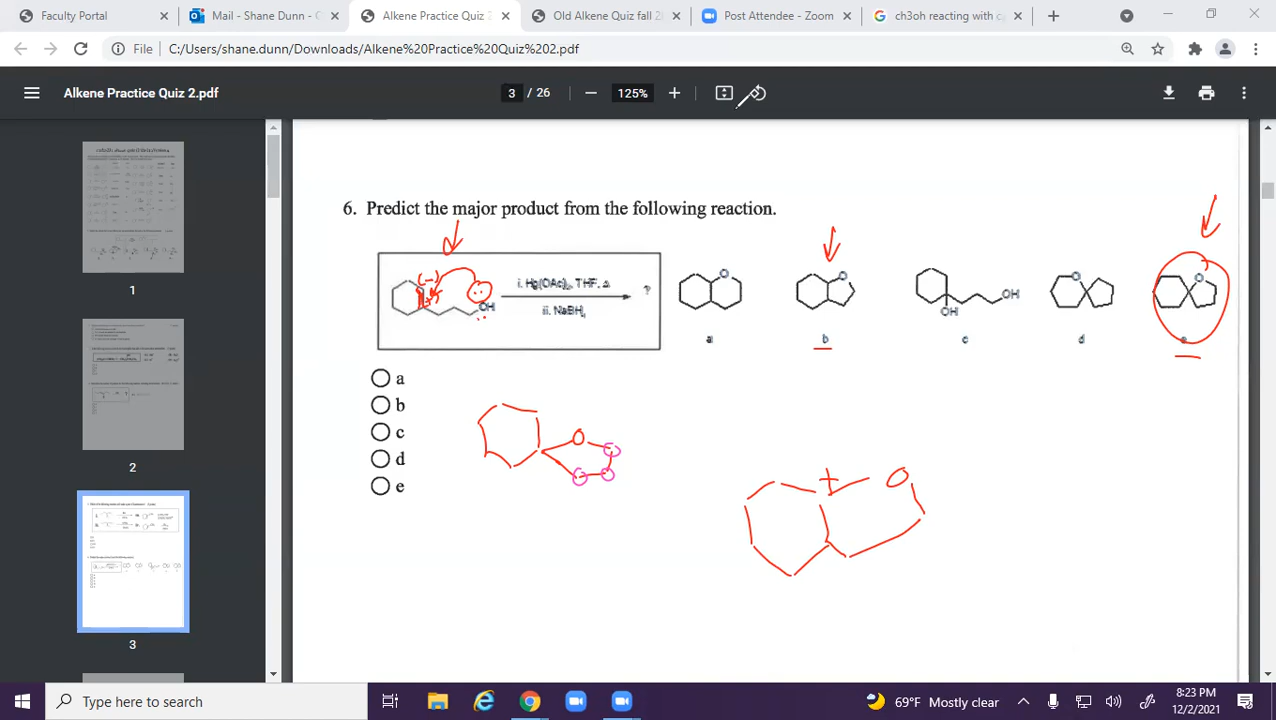 Faculty Portal
Mail - Shane Dunn - C
Alkene Practice Quiz 2
Old Alkene Quiz fall 2
Post Attendee - Zoom
ch3oh reacting with c
File
C:/Users/shane.dunn/Downloads/Alkene%20Practice%20Quiz%202.pdf
Alkene Practice Quiz 2.pdf
3 / 26
125%
1
2
3
6. Predict the major product from the following reaction.
(-)
OH
i. Hg(OAc)2, THF, Δ
ii. NaBH4
?
O
O
OH
OH
O
O
a
b
c
d
e
a
b
c
d
e
O
+
O
Type here to search
69°F Mostly clear
8:23 PM
12/2/2021